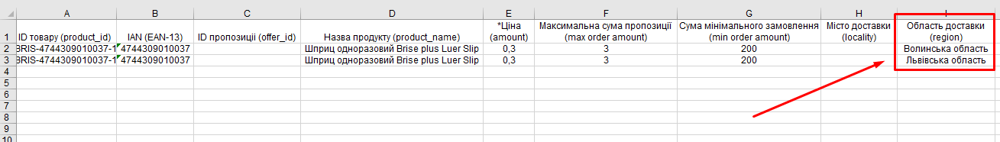 A B C D E F G H I
1 ID товару (product_id) IAN (EAN-13) ID пропозиції (offer_id) Назва продукту (product_name) *Ціна (amount) Максимальна сума пропозиції (max order amount) Сума мінімального замовлення (min order amount) Місто доставки (locality) Область доставки (region)
2 BRIS-4744309010037-1 4744309010037 Шприц одноразовий Brise plus Luer Slip 0,3 3 200 Волинська область
3 BRIS-4744309010037-1 4744309010037 Шприц одноразовий Brise plus Luer Slip 0,3 3 200 Львівська область
4
5
6
7
8
9
10